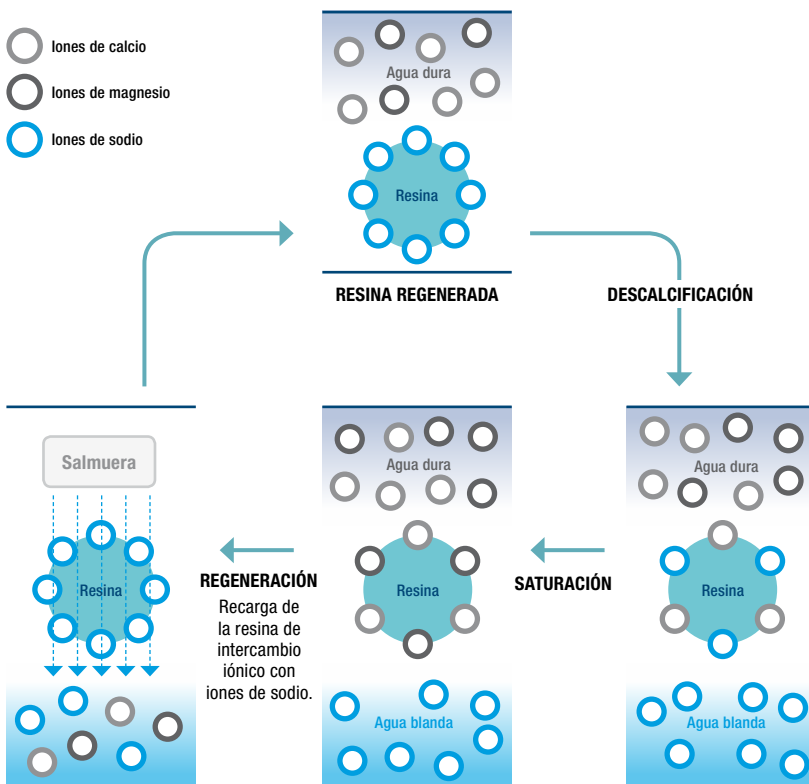 Iones de calcio
Iones de magnesio
Iones de sodio
Agua dura
Resina
RESINA REGENERADA
DESCALCIFICACIÓN
Salmuera
Resina
REGENERACIÓN
Recarga de
la resina de
intercambio
iónico con
iones de sodio.
Agua dura
Resina
Agua blanda
SATURACIÓN
Agua dura
Resina
Agua blanda